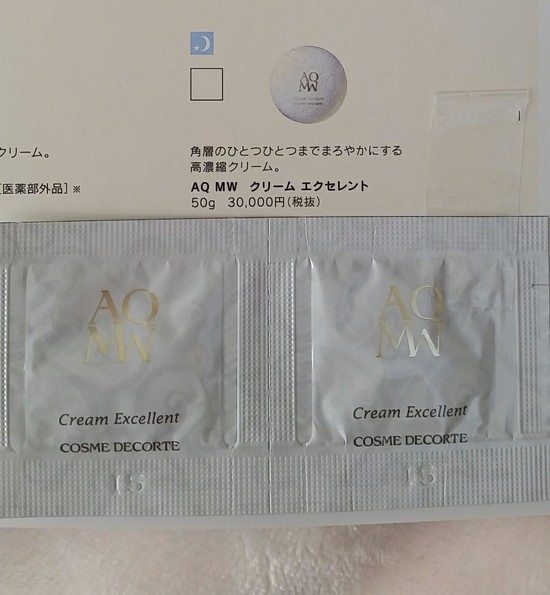 AQ
MW
クリーム。
角層のひとつひとつまでまろやかにする
高濃縮クリーム。
[医薬部外品]※
AQ MW クリーム エクセレント
50g 30,000円(税抜)
AQ
MW
Cream Excellent
COSME DECORTE
15
AQ
MW
Cream Excellent
COSME DECORTE
15